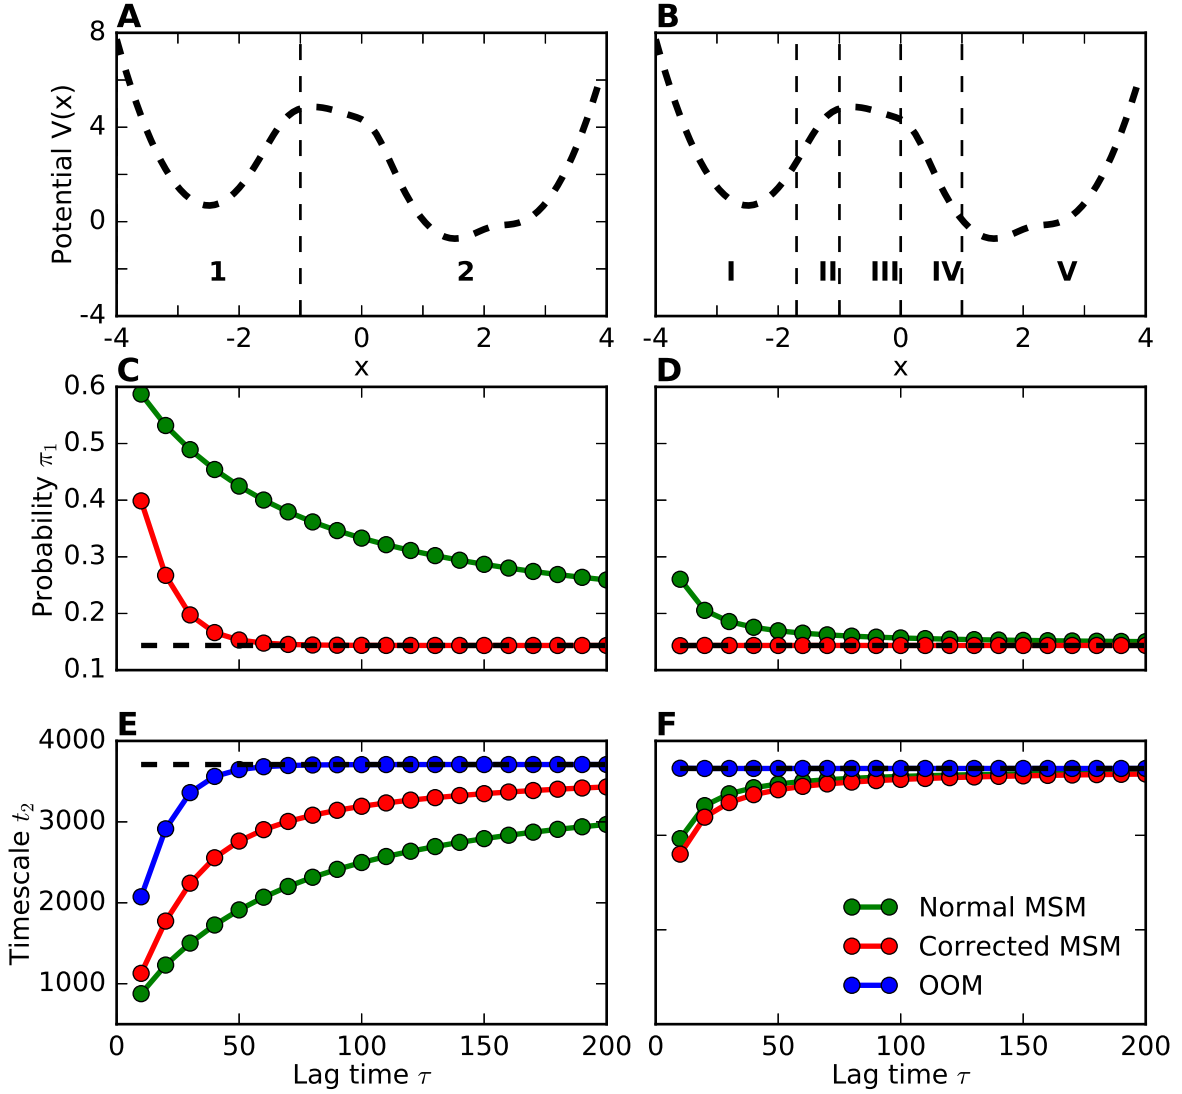 A
B
8
4
0
-4
Potential V(x)
1
2
I
II
III
IV
V
-4
-2
0
2
4
-4
-2
0
2
4
x
x
C
D
0.6
0.5
0.4
0.3
0.2
0.1
Probability π₁
E
F
4000
3000
2000
1000
Timescale t₂
Normal MSM
Corrected MSM
OOM
0
50
100
150
200
0
50
100
150
200
Lag time τ
Lag time τ